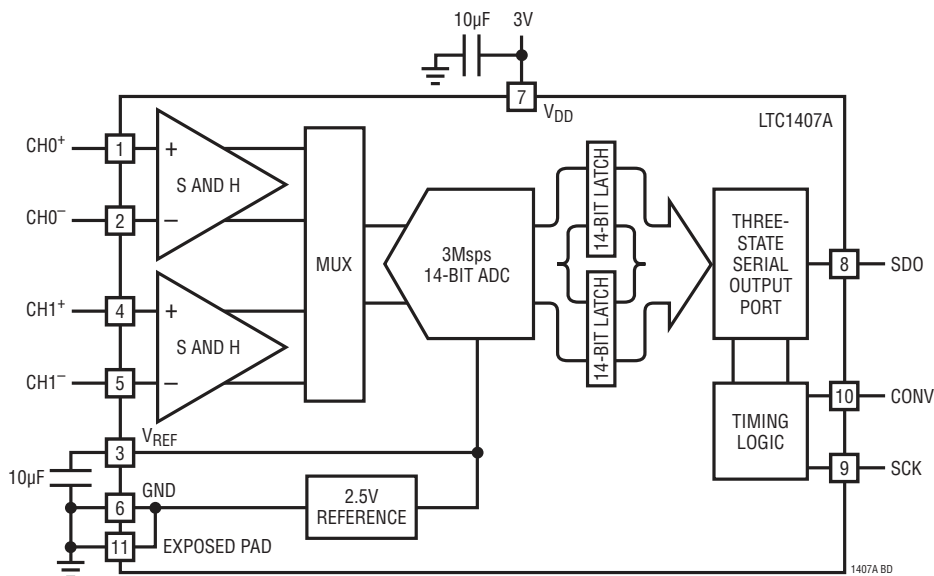 10µF
3V
7
VDD
LTC1407A
CH0+
1
+
S AND H
CH0–
2
–
CH1+
4
+
S AND H
CH1–
5
–
MUX
3Msps
14-BIT ADC
14-BIT LATCH
14-BIT LATCH
THREE-
STATE
SERIAL
OUTPUT
PORT
8
SDO
10
CONV
TIMING
LOGIC
9
SCK
3
VREF
10µF
GND
6
2.5V
REFERENCE
11
EXPOSED PAD
1407A BD